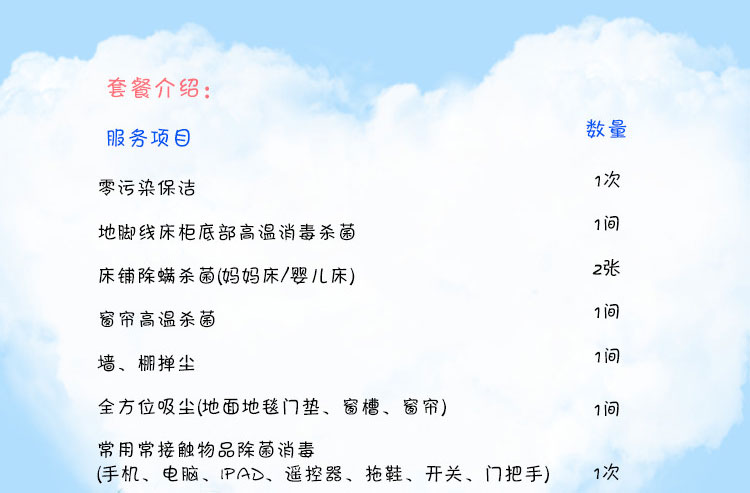 套餐介绍：
服务项目 数量
零污染保洁 1次
地脚线床柜底部高温消毒杀菌 1间
床铺除螨杀菌(妈妈床/婴儿床) 2张
窗帘高温杀菌 1间
墙、棚掸尘 1间
全方位吸尘(地面地毯门垫、窗槽、窗帘) 1间
常用常接触物品除菌消毒
(手机、电脑、IPAD、遥控器、拖鞋、开关、门把手) 1次